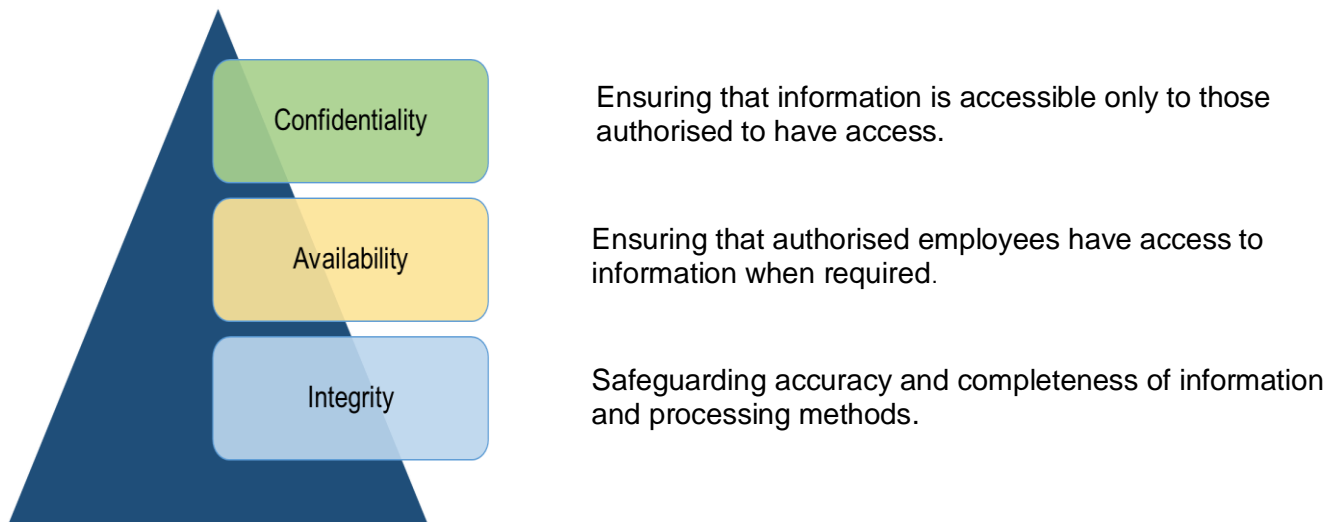 Confidentiality
Ensuring that information is accessible only to those
authorised to have access.
Availability
Ensuring that authorised employees have access to
information when required.
Integrity
Safeguarding accuracy and completeness of information
and processing methods.